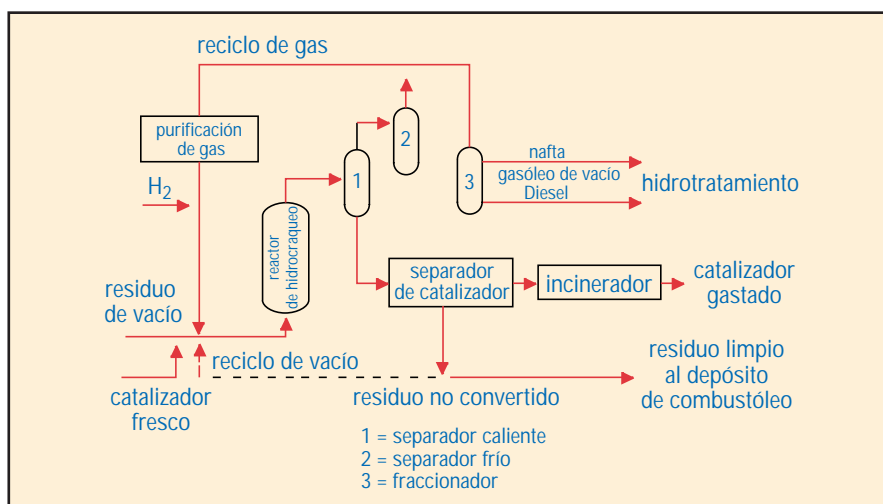 reciclo de gas
purificación
de gas
H2
residuo
de vacío
catalizador
fresco
reciclo de vacío
reactor
de hidrocraqueo
1
2
3
nafta
gasóleo de vacío
Diesel
hidrotratamiento
separador
de catalizador
incinerador
catalizador
gastado
residuo no convertido
residuo limpio
al depósito
de combustóleo
1 = separador caliente
2 = separador frío
3 = fraccionador